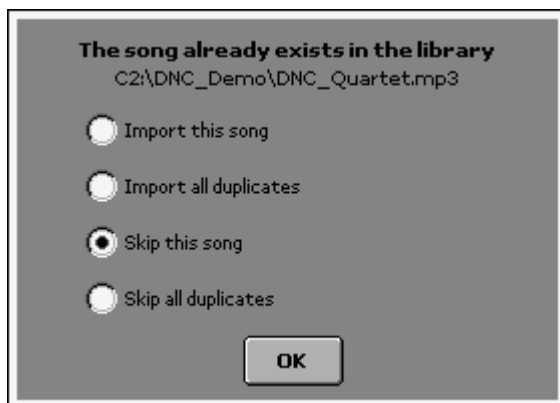 The song already exists in the library
C2:\DNC_Demo\DNC_Quartet.mp3
Import this song
Import all duplicates
Skip this song
Skip all duplicates
OK